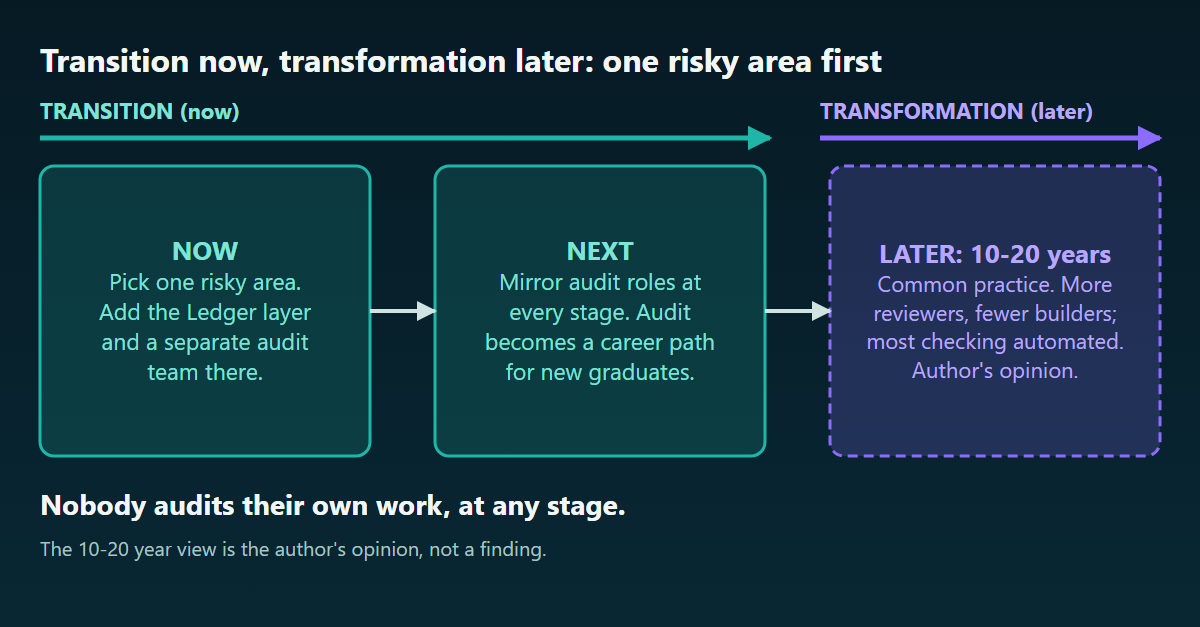 Transition now, transformation later: one risky area first
TRANSITION (now)
TRANSFORMATION (later)
NOW
Pick one risky area.
Add the Ledger layer
and a separate audit
team there.
NEXT
Mirror audit roles at
every stage. Audit
becomes a career path
for new graduates.
LATER: 10-20 years
Common practice. More
reviewers, fewer builders;
most checking automated.
Author's opinion.
Nobody audits their own work, at any stage.
The 10-20 year view is the author's opinion, not a finding.